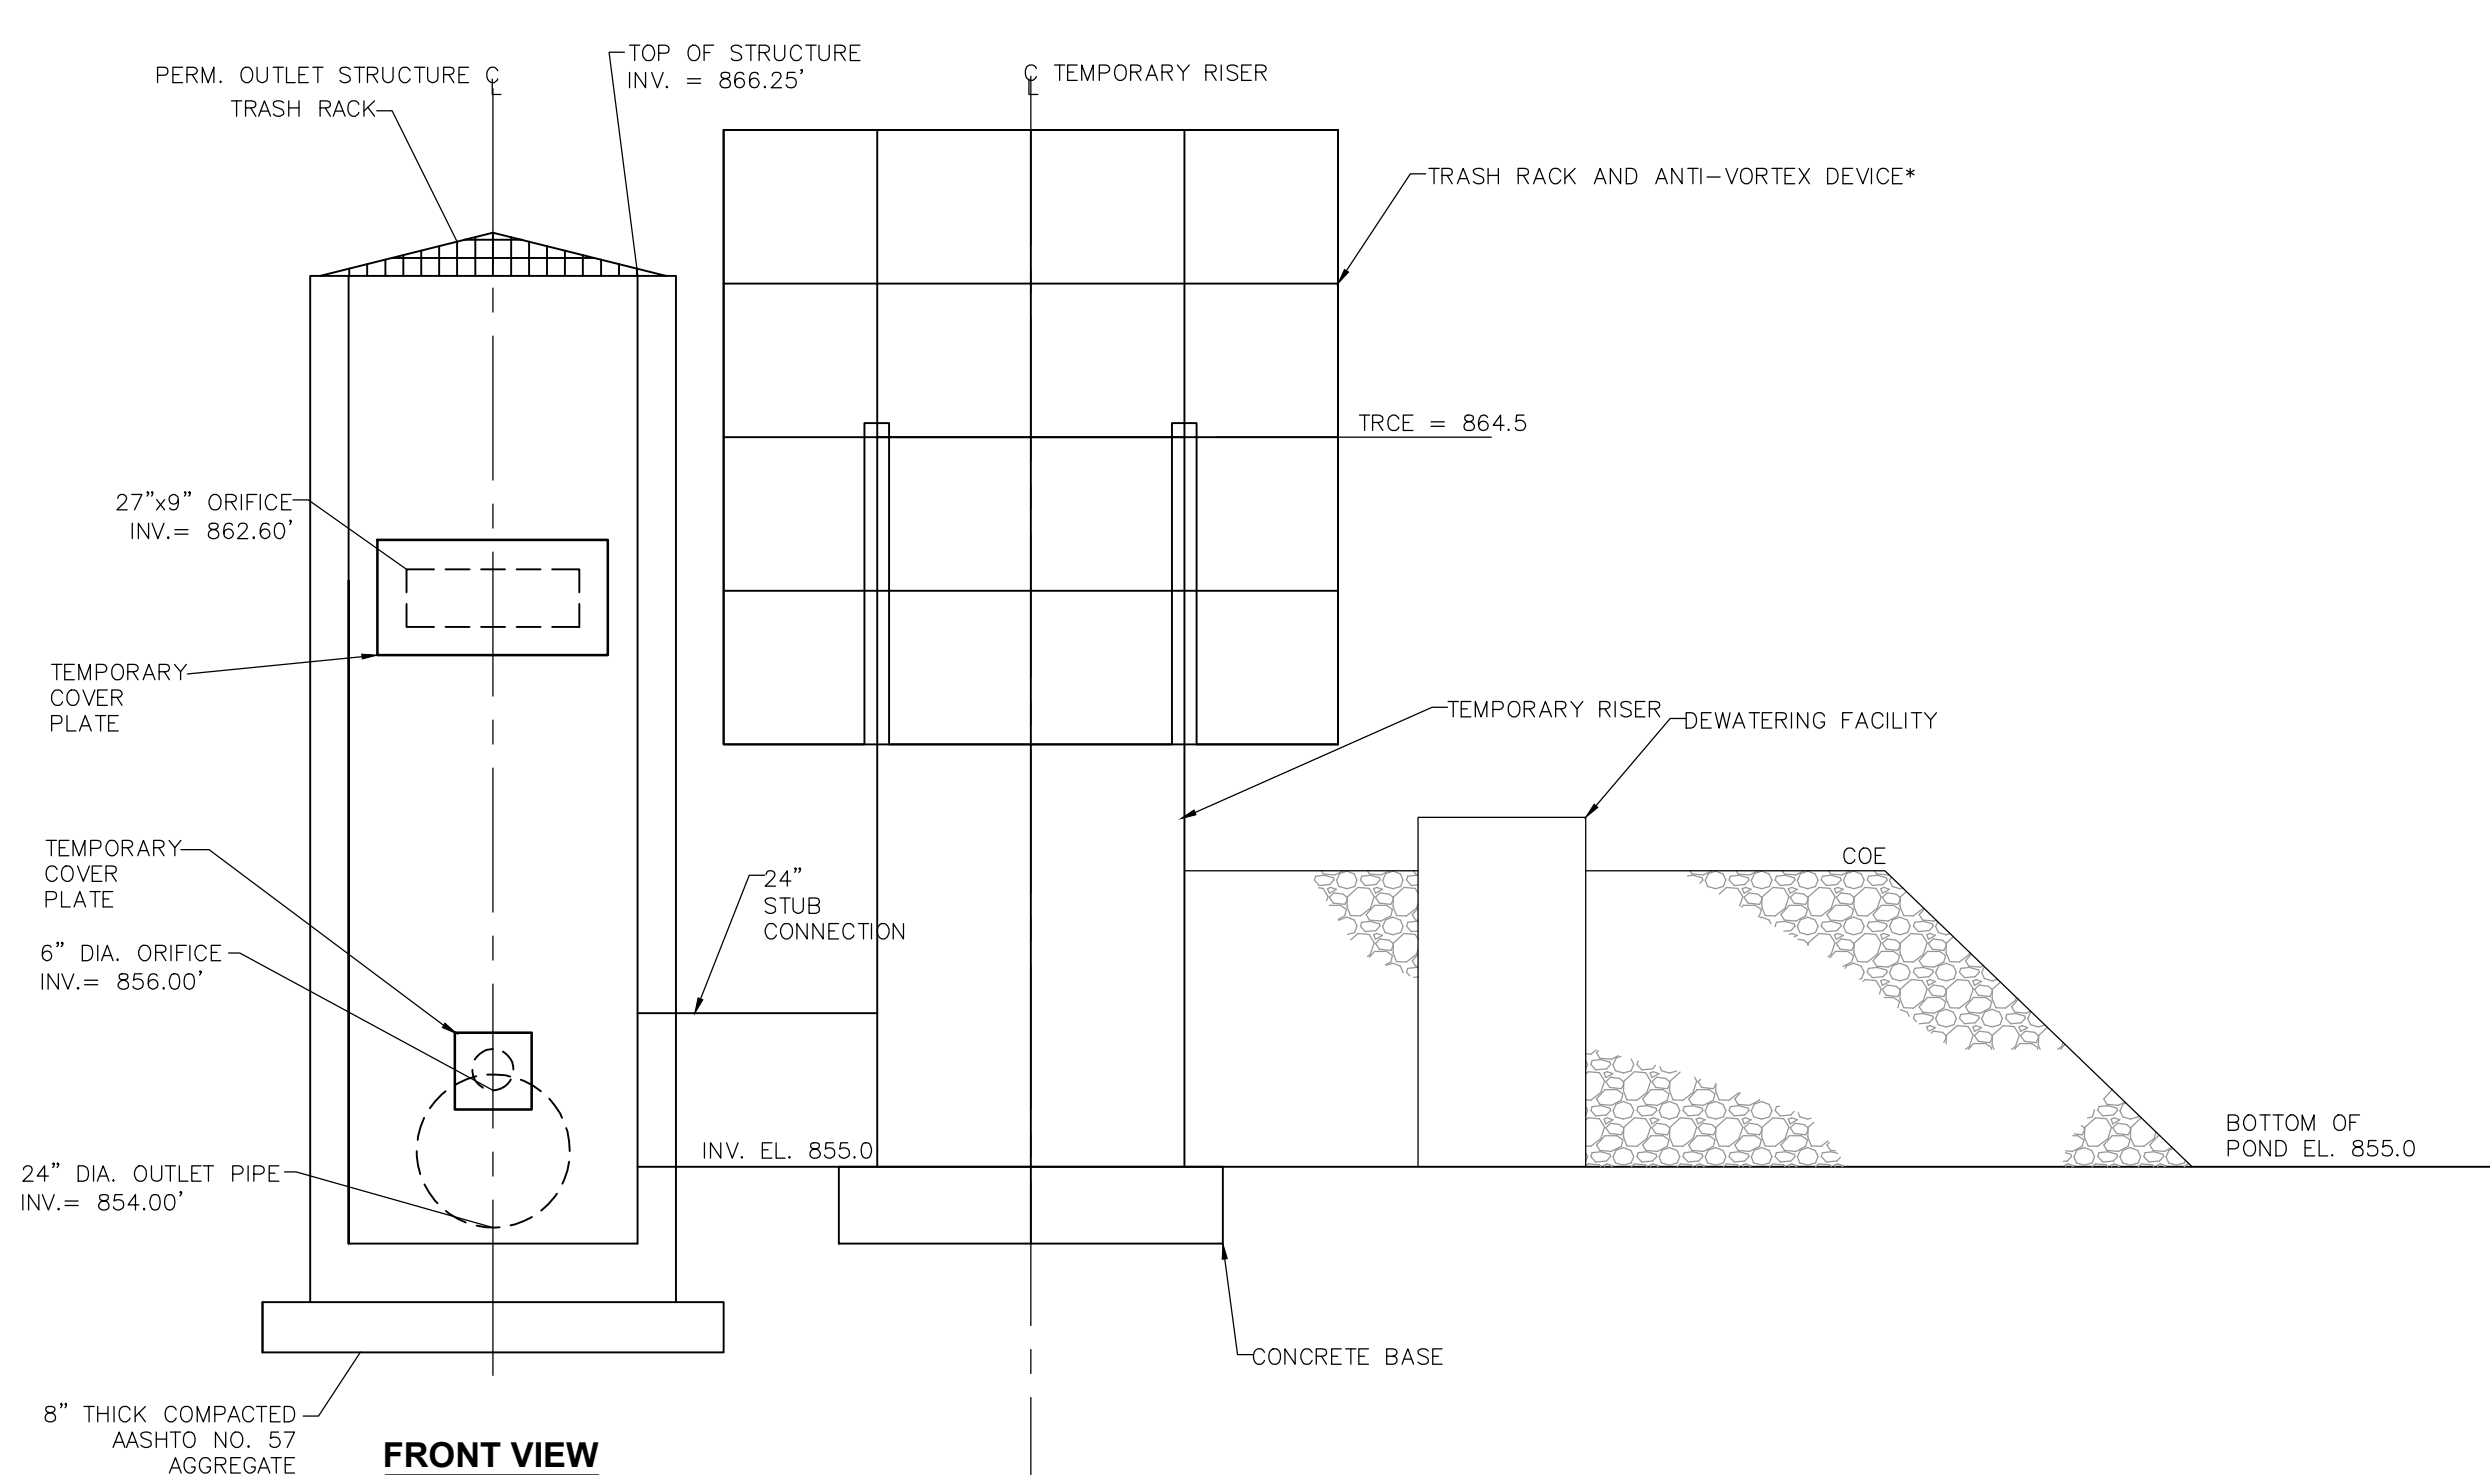 PERM. OUTLET STRUCTURE ℄
TRASH RACK
TOP OF STRUCTURE
INV. = 866.25'
℄ TEMPORARY RISER
TRASH RACK AND ANTI-VORTEX DEVICE*
TRCE = 864.5
27"x9" ORIFICE
INV.= 862.60'
TEMPORARY
COVER
PLATE
TEMPORARY RISER
DEWATERING FACILITY
TEMPORARY
COVER
PLATE
24"
STUB
CONNECTION
COE
6" DIA. ORIFICE
INV.= 856.00'
INV. EL. 855.0
BOTTOM OF
POND EL. 855.0
24" DIA. OUTLET PIPE
INV.= 854.00'
CONCRETE BASE
8" THICK COMPACTED
AASHTO NO. 57
AGGREGATE
FRONT VIEW